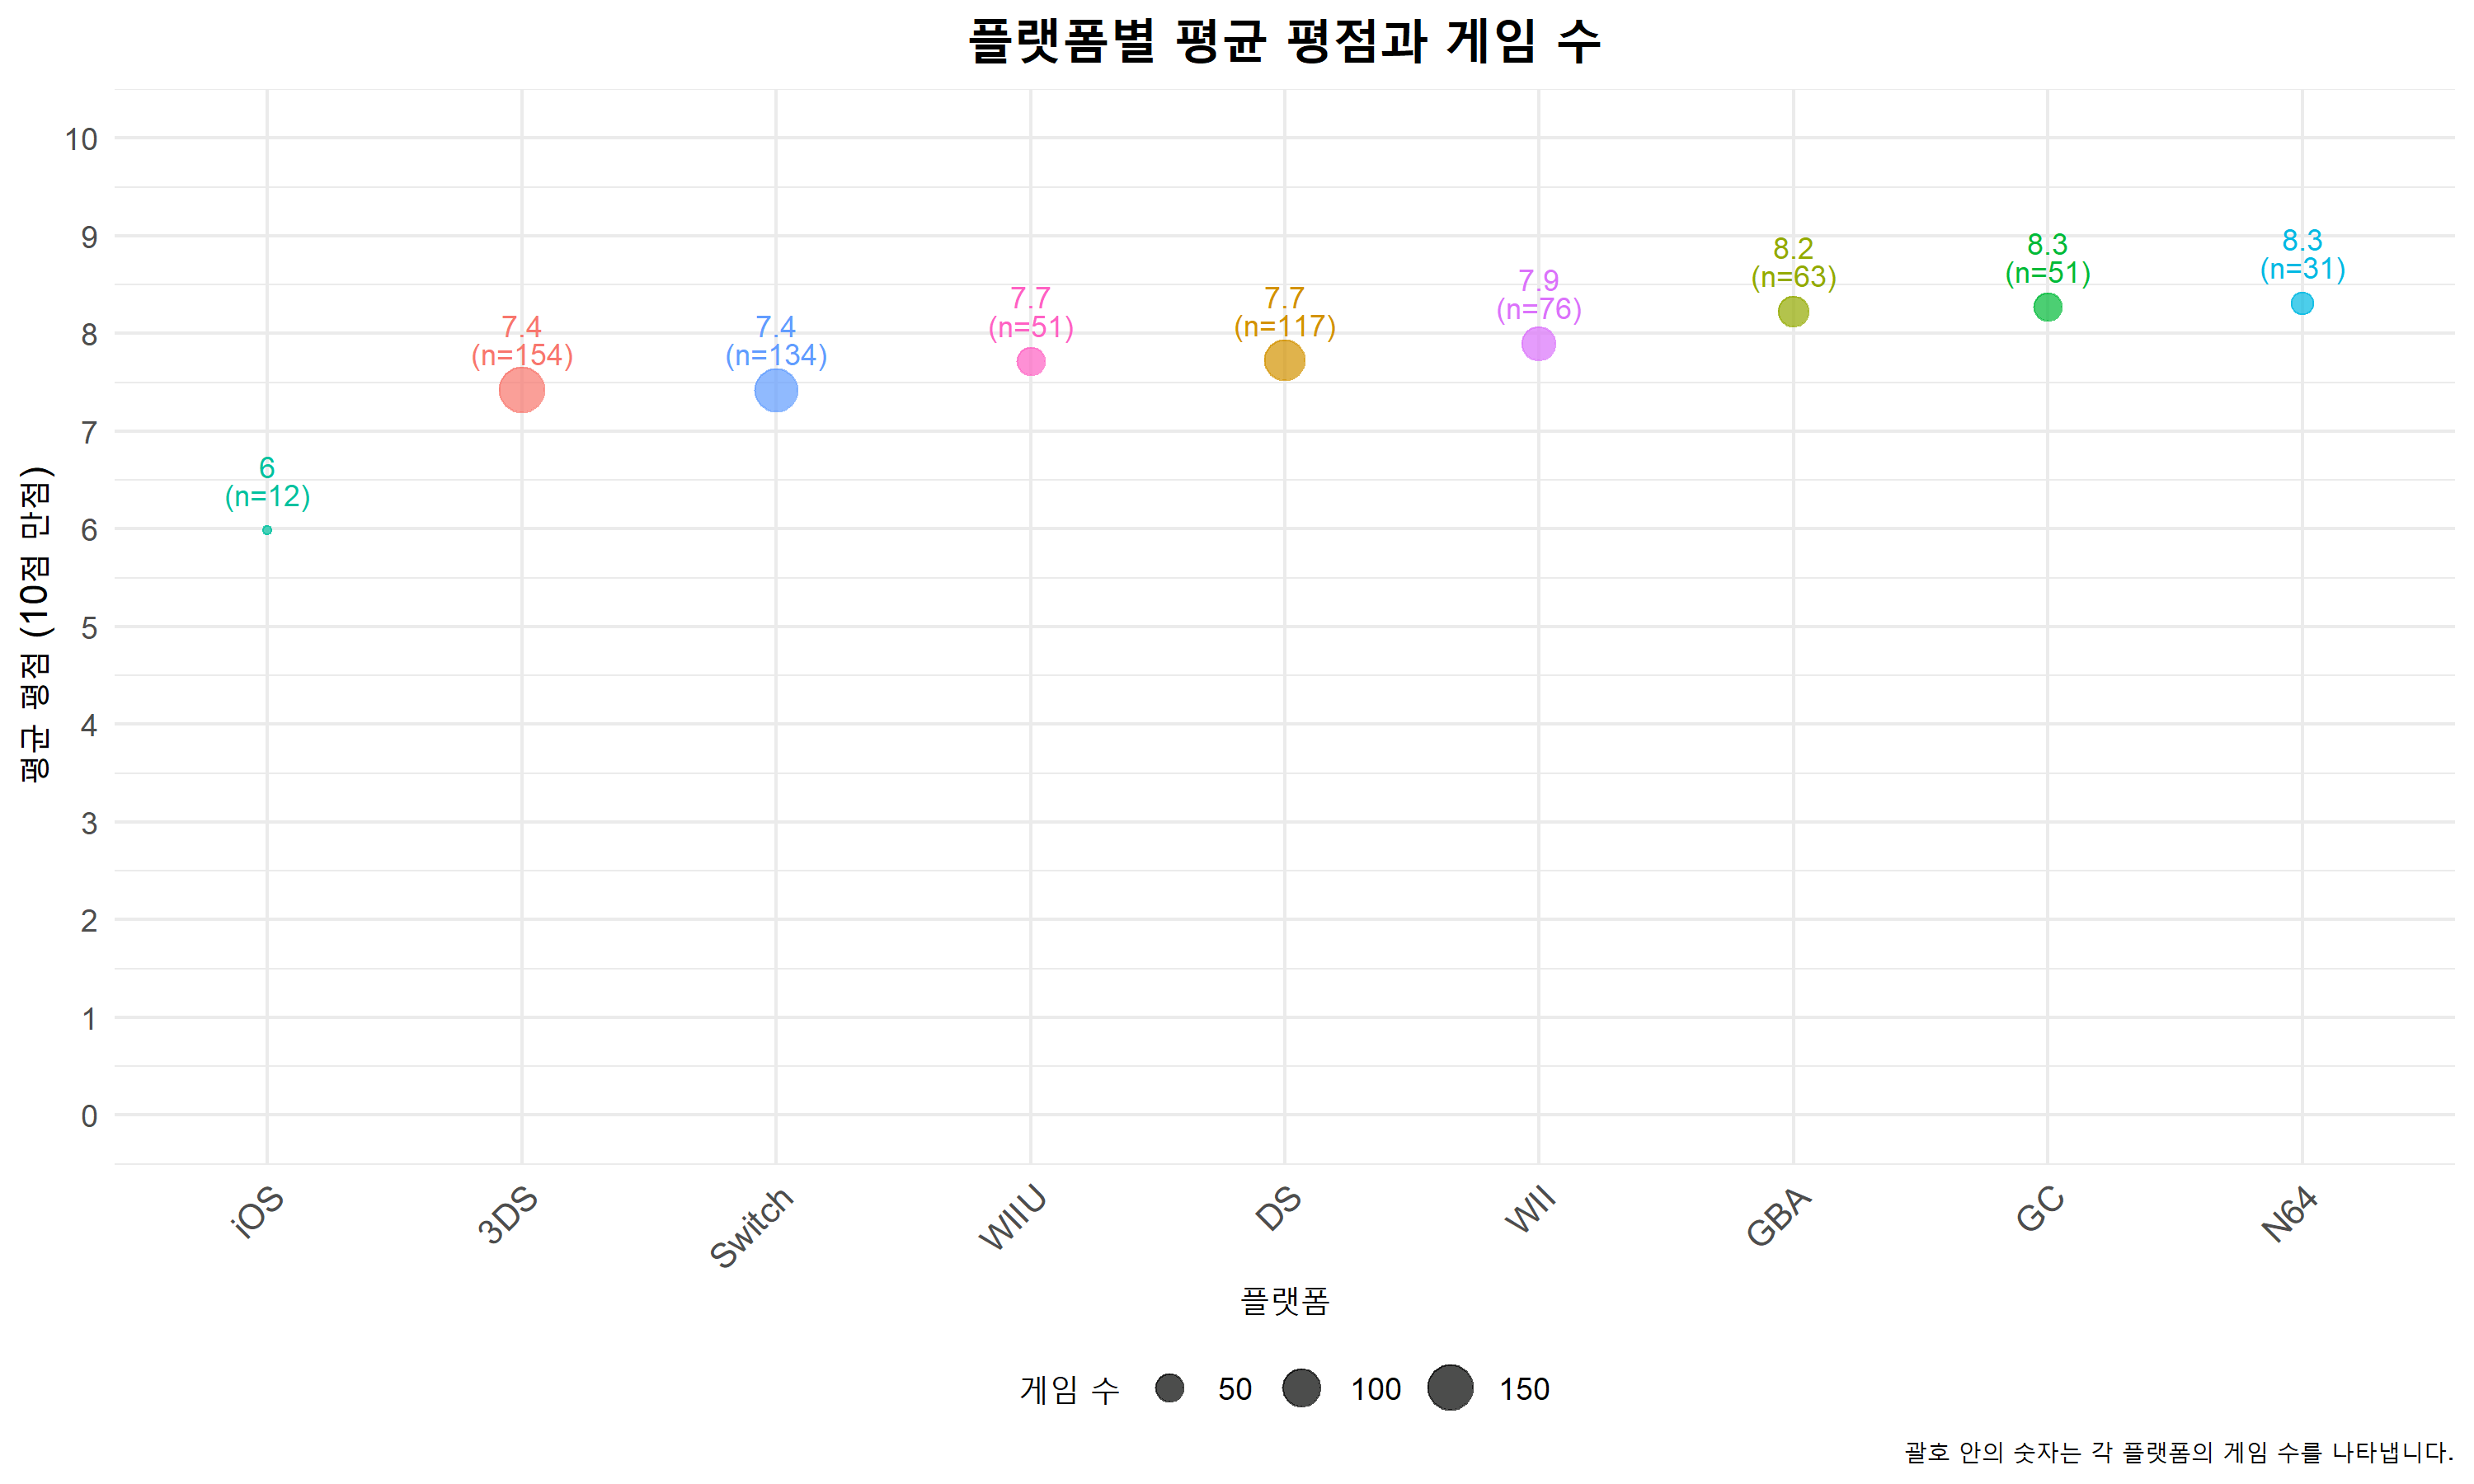 플랫폼별 평균 평점과 게임 수
평균 평점 (10점 만점)
10
9
8
7
6
5
4
3
2
1
0
6
(n=12)
7.4
(n=154)
7.4
(n=134)
7.7
(n=51)
7.7
(n=117)
7.9
(n=76)
8.2
(n=63)
8.3
(n=51)
8.3
(n=31)
iOS
3DS
Switch
WIIU
DS
WII
GBA
GC
N64
플랫폼
게임 수 50 100 150
괄호 안의 숫자는 각 플랫폼의 게임 수를 나타냅니다.